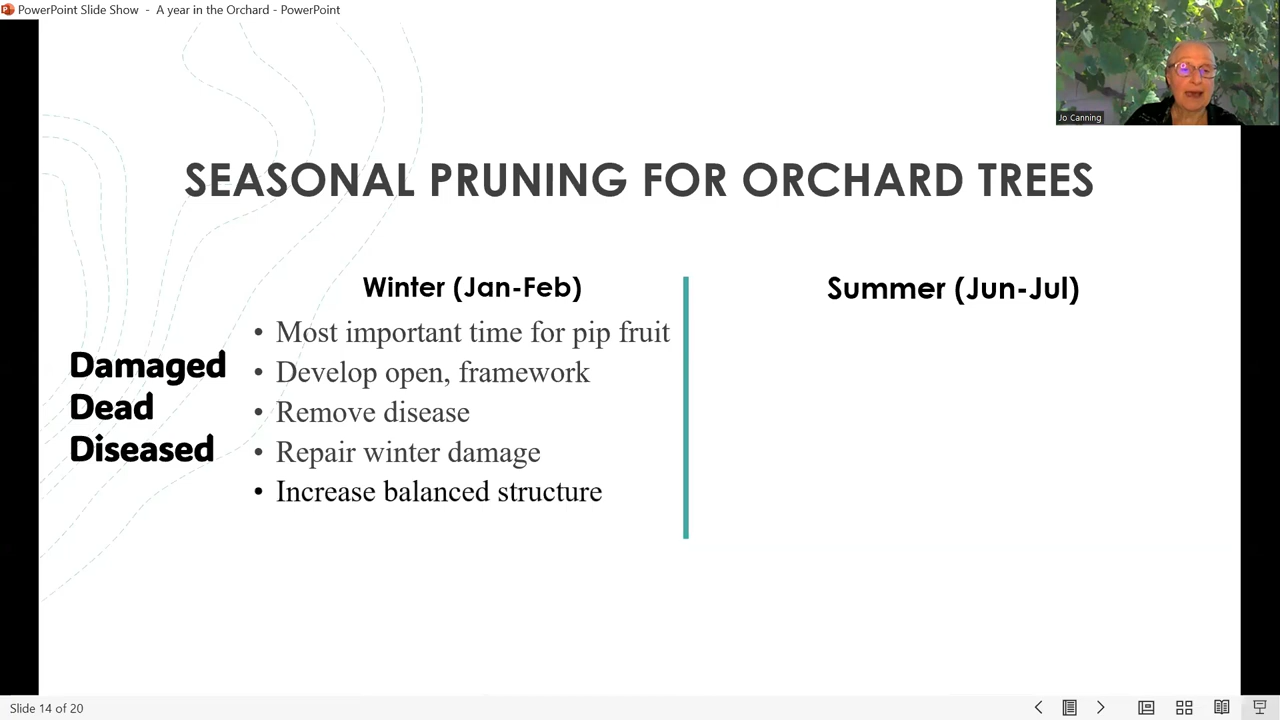 PowerPoint Slide Show - A year in the Orchard - PowerPoint
Jo Canning
SEASONAL PRUNING FOR ORCHARD TREES
Damaged
Dead
Diseased
Winter (Jan-Feb)
• Most important time for pip fruit
• Develop open, framework
• Remove disease
• Repair winter damage
• Increase balanced structure
Summer (Jun-Jul)
Slide 14 of 20